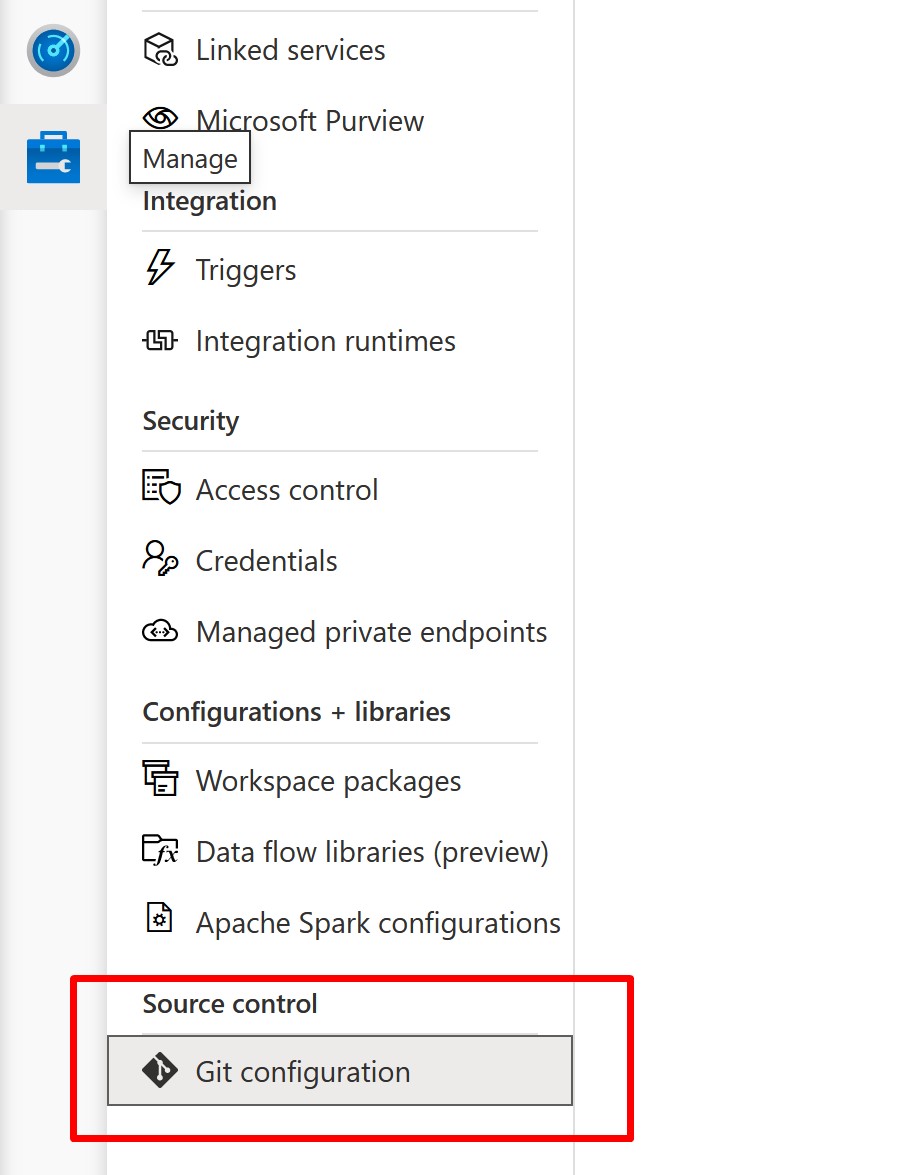 Linked services
Microsoft Purview
Manage
Integration
Triggers
Integration runtimes
Security
Access control
Credentials
Managed private endpoints
Configurations + libraries
Workspace packages
Data flow libraries (preview)
Apache Spark configurations
Source control
Git configuration